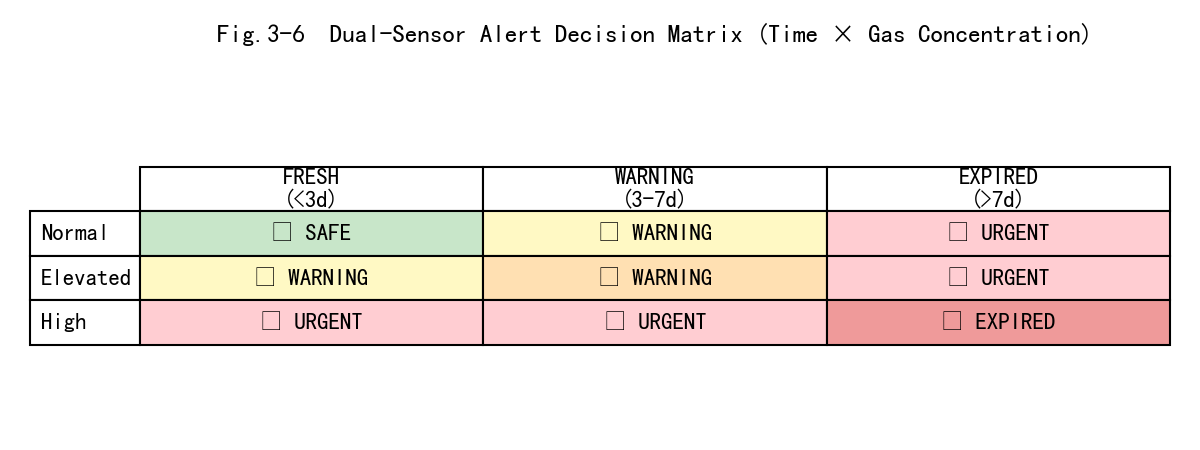 Fig.3-6  Dual-Sensor Alert Decision Matrix (Time × Gas Concentration)
FRESH
(<3d)
WARNING
(3-7d)
EXPIRED
(>7d)
Normal □ SAFE □ WARNING □ URGENT
Elevated □ WARNING □ WARNING □ URGENT
High □ URGENT □ URGENT □ EXPIRED